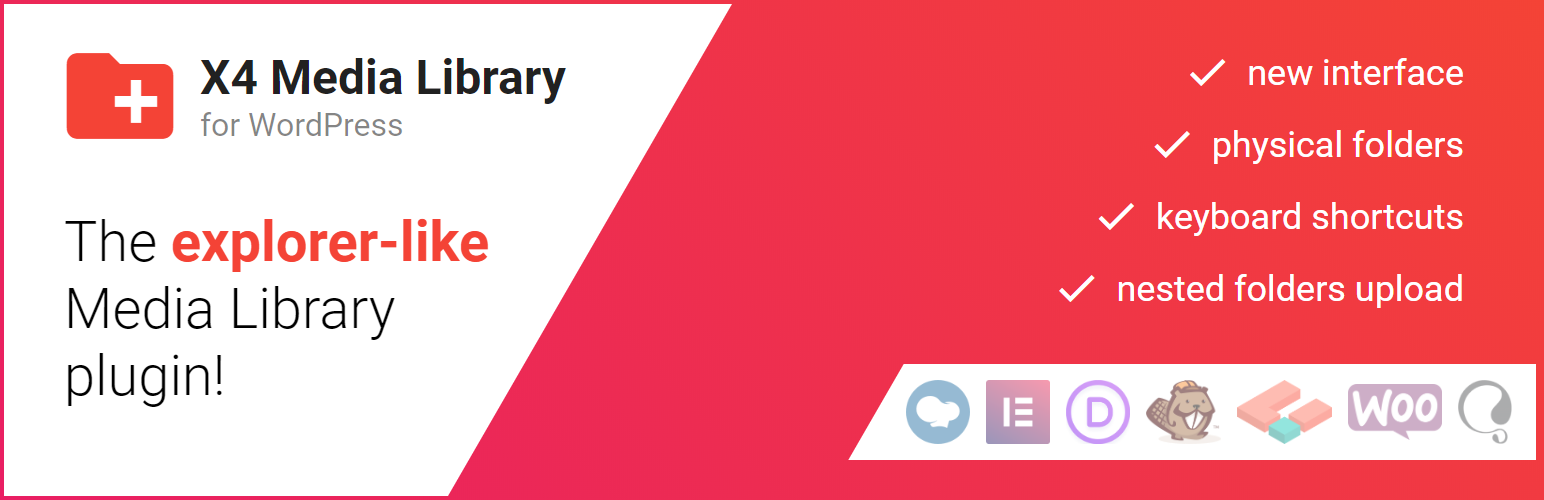 X4 Media Library
for WordPress
The explorer-like
Media Library
plugin!
new interface
physical folders
keyboard shortcuts
nested folders upload
D
WOO